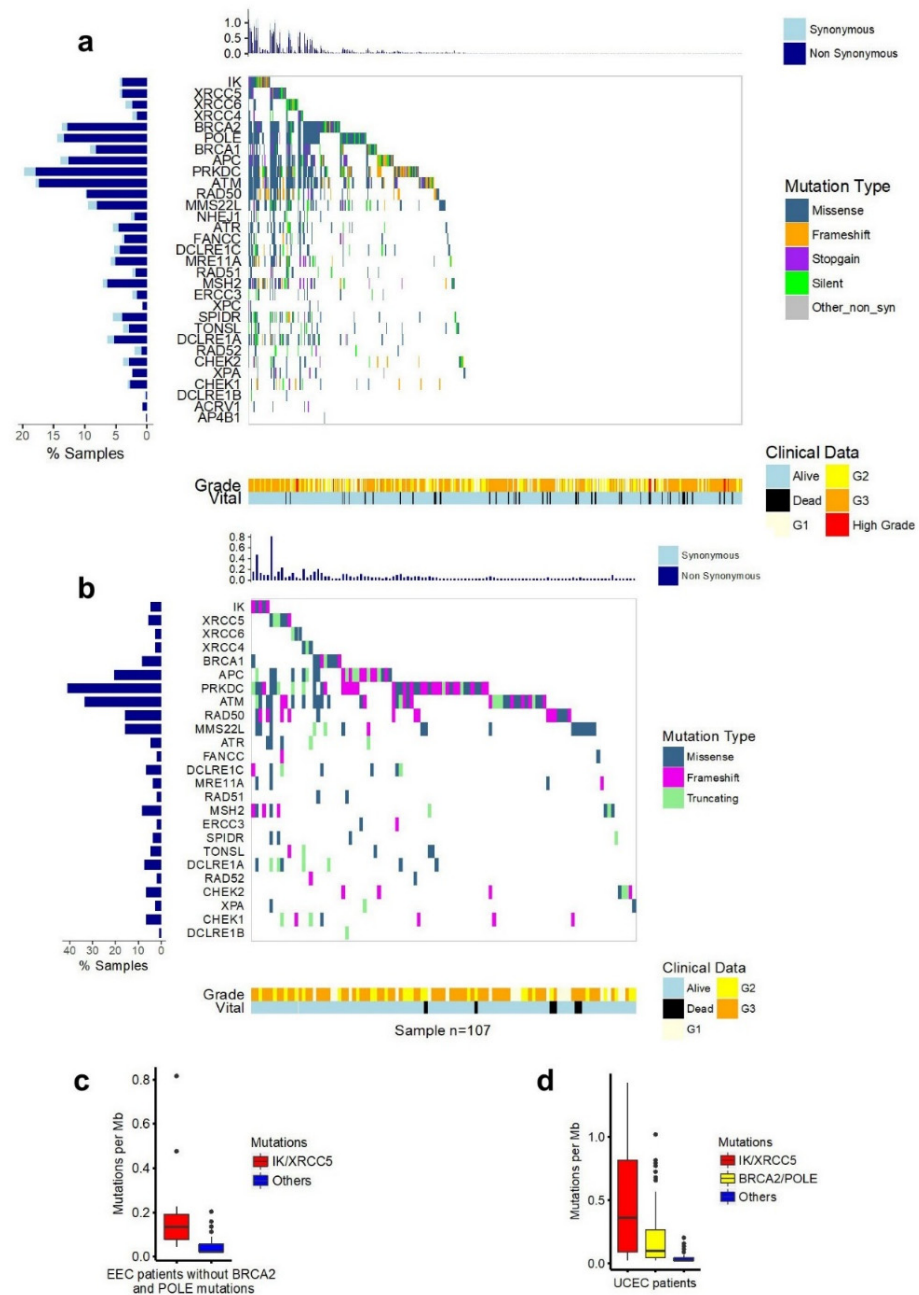 a
1.0
0.5
0.0
Synonymous
Non Synonymous
IK
XRCC5
XRCC6
XRCC4
BRCA2
POLE
BRCA1
APC
PRKDC
ATM
RAD50
MMS22L
NHEJ1
ATR
FANCC
DCLRE1C
MRE11A
RAD51
MSH2
ERCC3
XPC
SPIDR
TONSL
DCLRE1A
RAD52
CHEK2
XPA
CHEK1
DCLRE1B
ACRV1
AP4B1
20 15 10 5 0
% Samples
Mutation Type
Missense
Frameshift
Stopgain
Silent
Other_non_syn
Grade
Vital
Clinical Data
Alive G2
Dead G3
G1 High Grade
b
0.8
0.6
0.4
0.2
0.0
Synonymous
Non Synonymous
IK
XRCC5
XRCC6
XRCC4
BRCA1
APC
PRKDC
ATM
RAD50
MMS22L
ATR
FANCC
DCLRE1C
MRE11A
RAD51
MSH2
ERCC3
SPIDR
TONSL
DCLRE1A
RAD52
CHEK2
XPA
CHEK1
DCLRE1B
40 30 20 10 0
% Samples
Mutation Type
Missense
Frameshift
Truncating
Grade
Vital
Sample n=107
Clinical Data
Alive G2
Dead G3
G1
c
Mutations per Mb
0.8
0.6
0.4
0.2
0.0
EEC patients without BRCA2
and POLE mutations
Mutations
IK/XRCC5
Others
d
Mutations per Mb
1.0
0.5
0.0
UCEC patients
Mutations
IK/XRCC5
BRCA2/POLE
Others